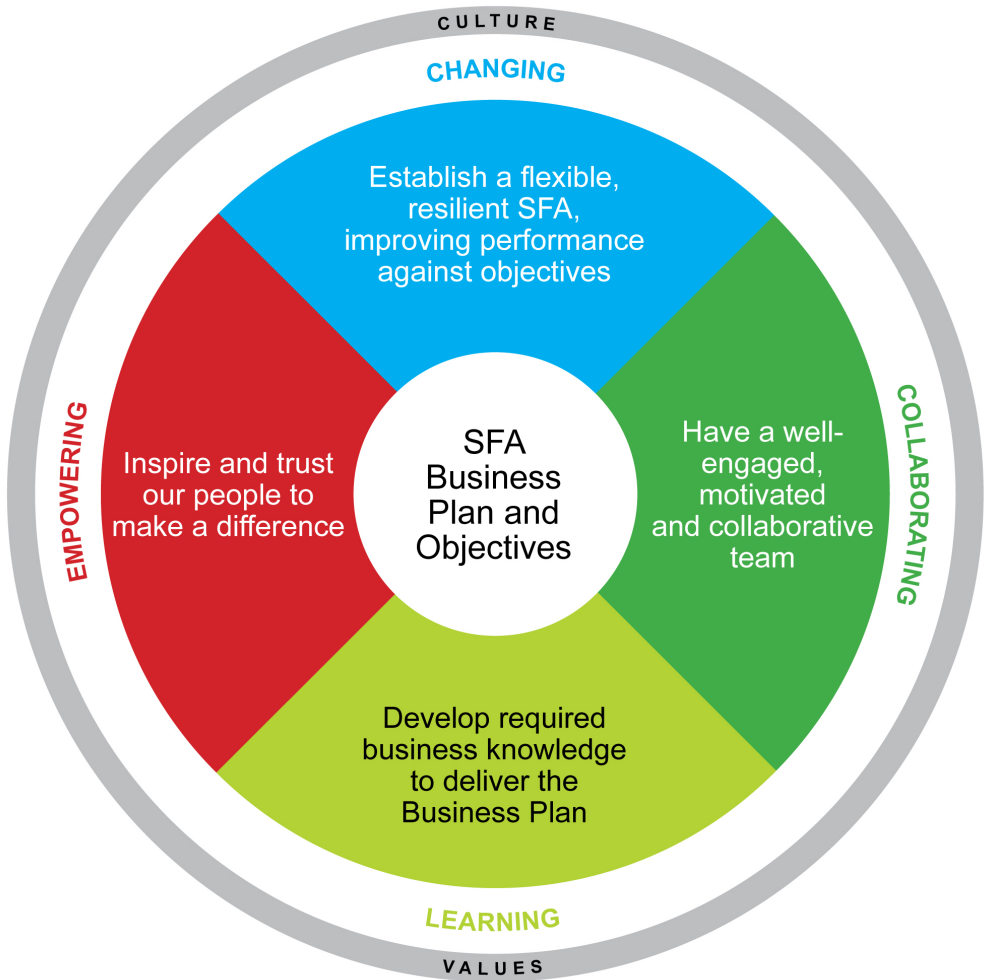 CULTURE
CHANGING
Establish a flexible,
resilient SFA,
improving performance
against objectives
EMPOWERING
Inspire and trust
our people to
make a difference
SFA
Business
Plan and
Objectives
Have a well-
engaged,
motivated
and collaborative
team
COLLABORATING
Develop required
business knowledge
to deliver the
Business Plan
LEARNING
VALUES